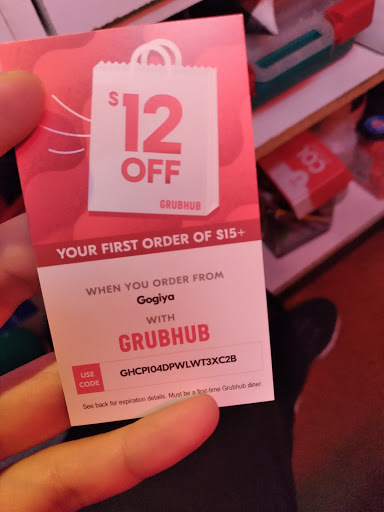 $12
OFF
GRUBHUB
YOUR FIRST ORDER OF $15+
WHEN YOU ORDER FROM
Gogiya
WITH
GRUBHUB
USE
CODE
GHCPI04DPWLWT3XC2B
See back for expiration details. Must be a first-time Grubhub diner